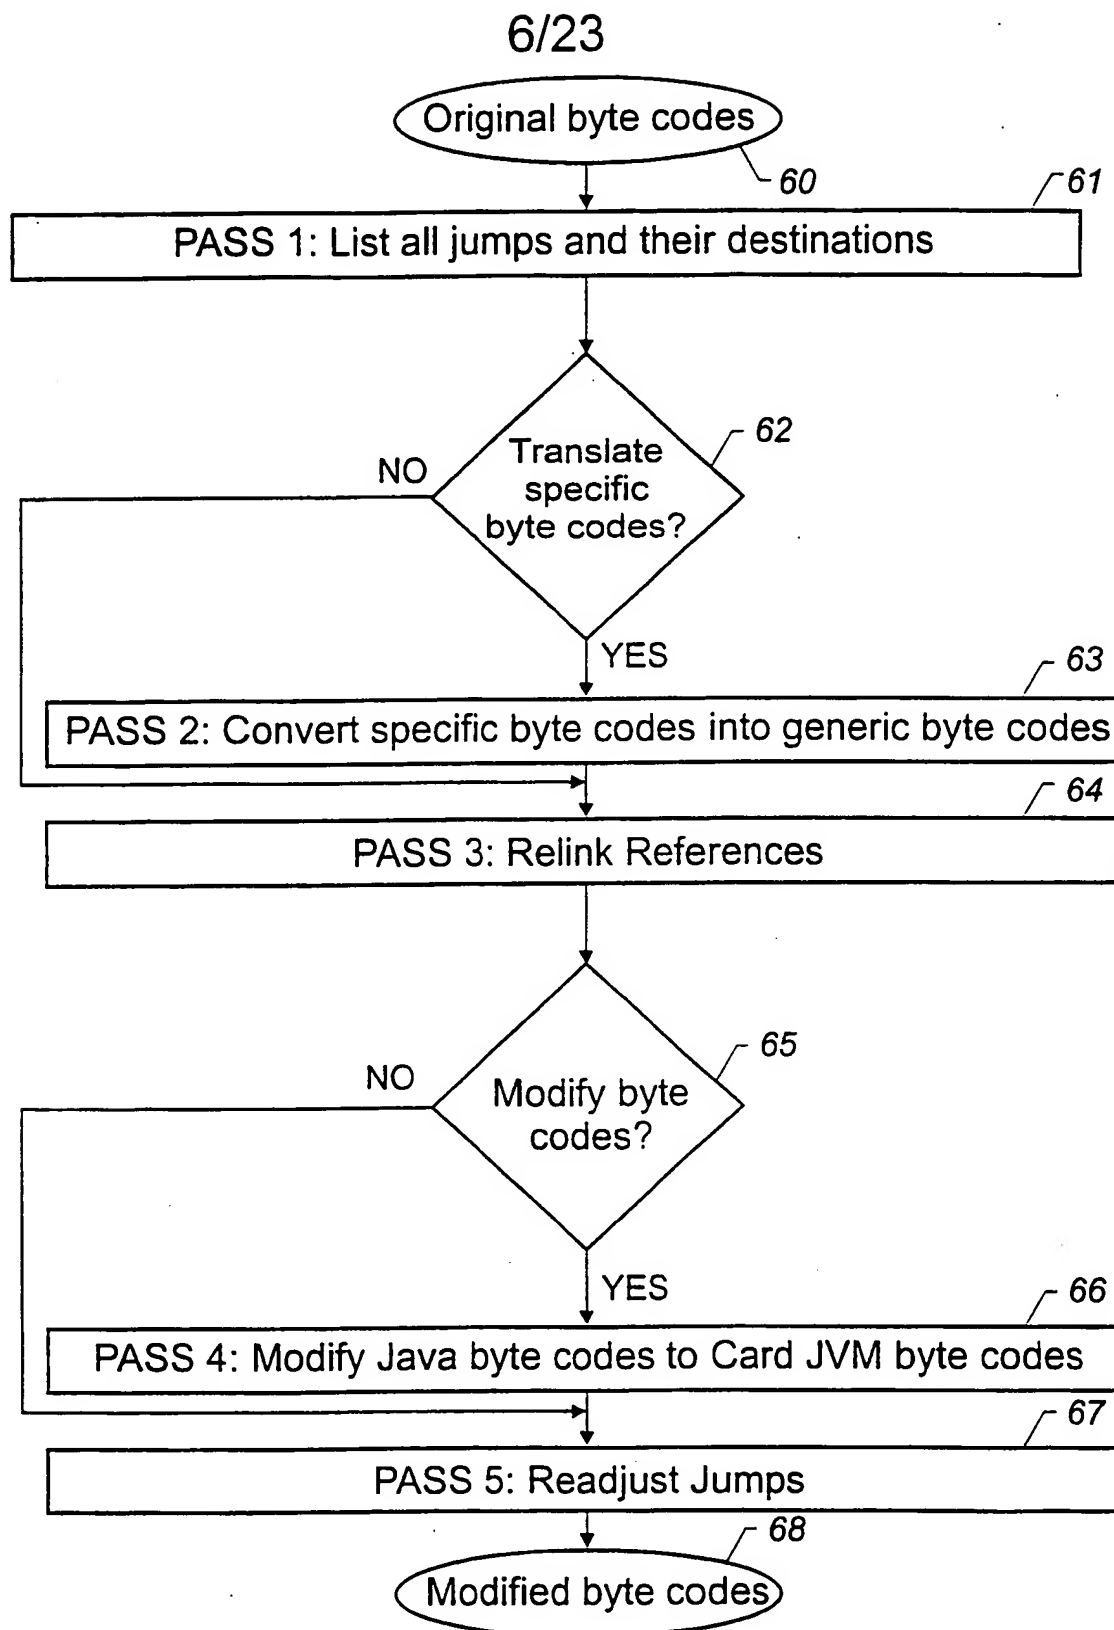 6/23
Original byte codes
60
61
PASS 1: List all jumps and their destinations
62
Translate
specific
byte codes?
NO
YES
63
PASS 2: Convert specific byte codes into generic byte codes
64
PASS 3: Relink References
65
NO
Modify byte
codes?
YES
66
PASS 4: Modify Java byte codes to Card JVM byte codes
67
PASS 5: Readjust Jumps
68
Modified byte codes